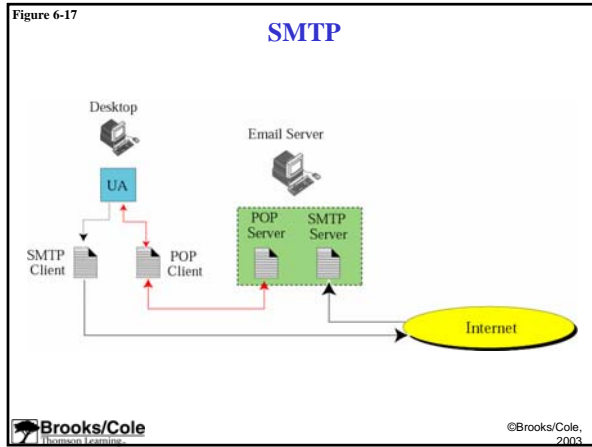 Figure 6-17
SMTP
Desktop
Email Server
UA
POP
Server
SMTP
Server
SMTP
Client
POP
Client
Internet
Brooks/Cole
Thomson Learning™
©Brooks/Cole,
2003